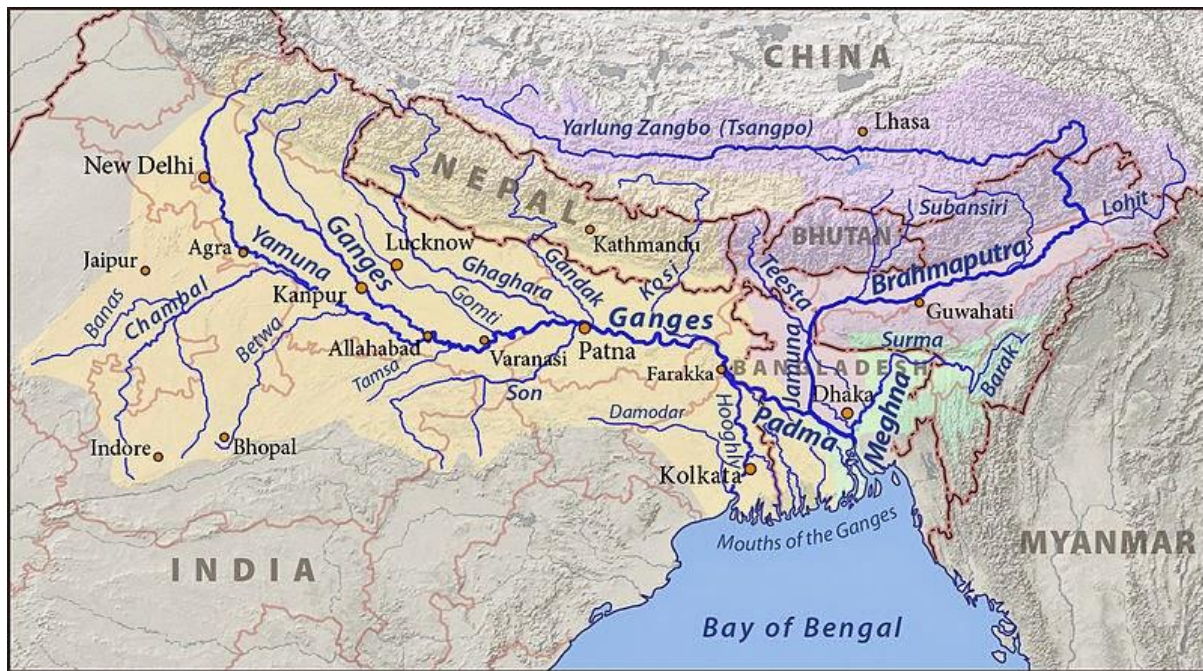 CHINA
Yarlung Zangbo (Tsangpo)
Lhasa
New Delhi
NEPAL
Subansiri
Lohit
BHUTAN
Kathmandu
Agra
Yamuna
Ganges
Lucknow
Ghaghara
Gandak
Kosi
Teesta
Brahmaputra
Jaipur
Banas
Chambal
Kanpur
Gomti
Betwa
Ganges
Guwahati
Allahabad
Varanasi
Patna
Jamuna
Surma
Tamsa
Son
Farakka
BANGLADESH
Barak
Dhaka
Meghna
Damodar
Hooghly
Padma
Indore
Bhopal
Kolkata
Mouths of the Ganges
INDIA
MYANMAR
Bay of Bengal